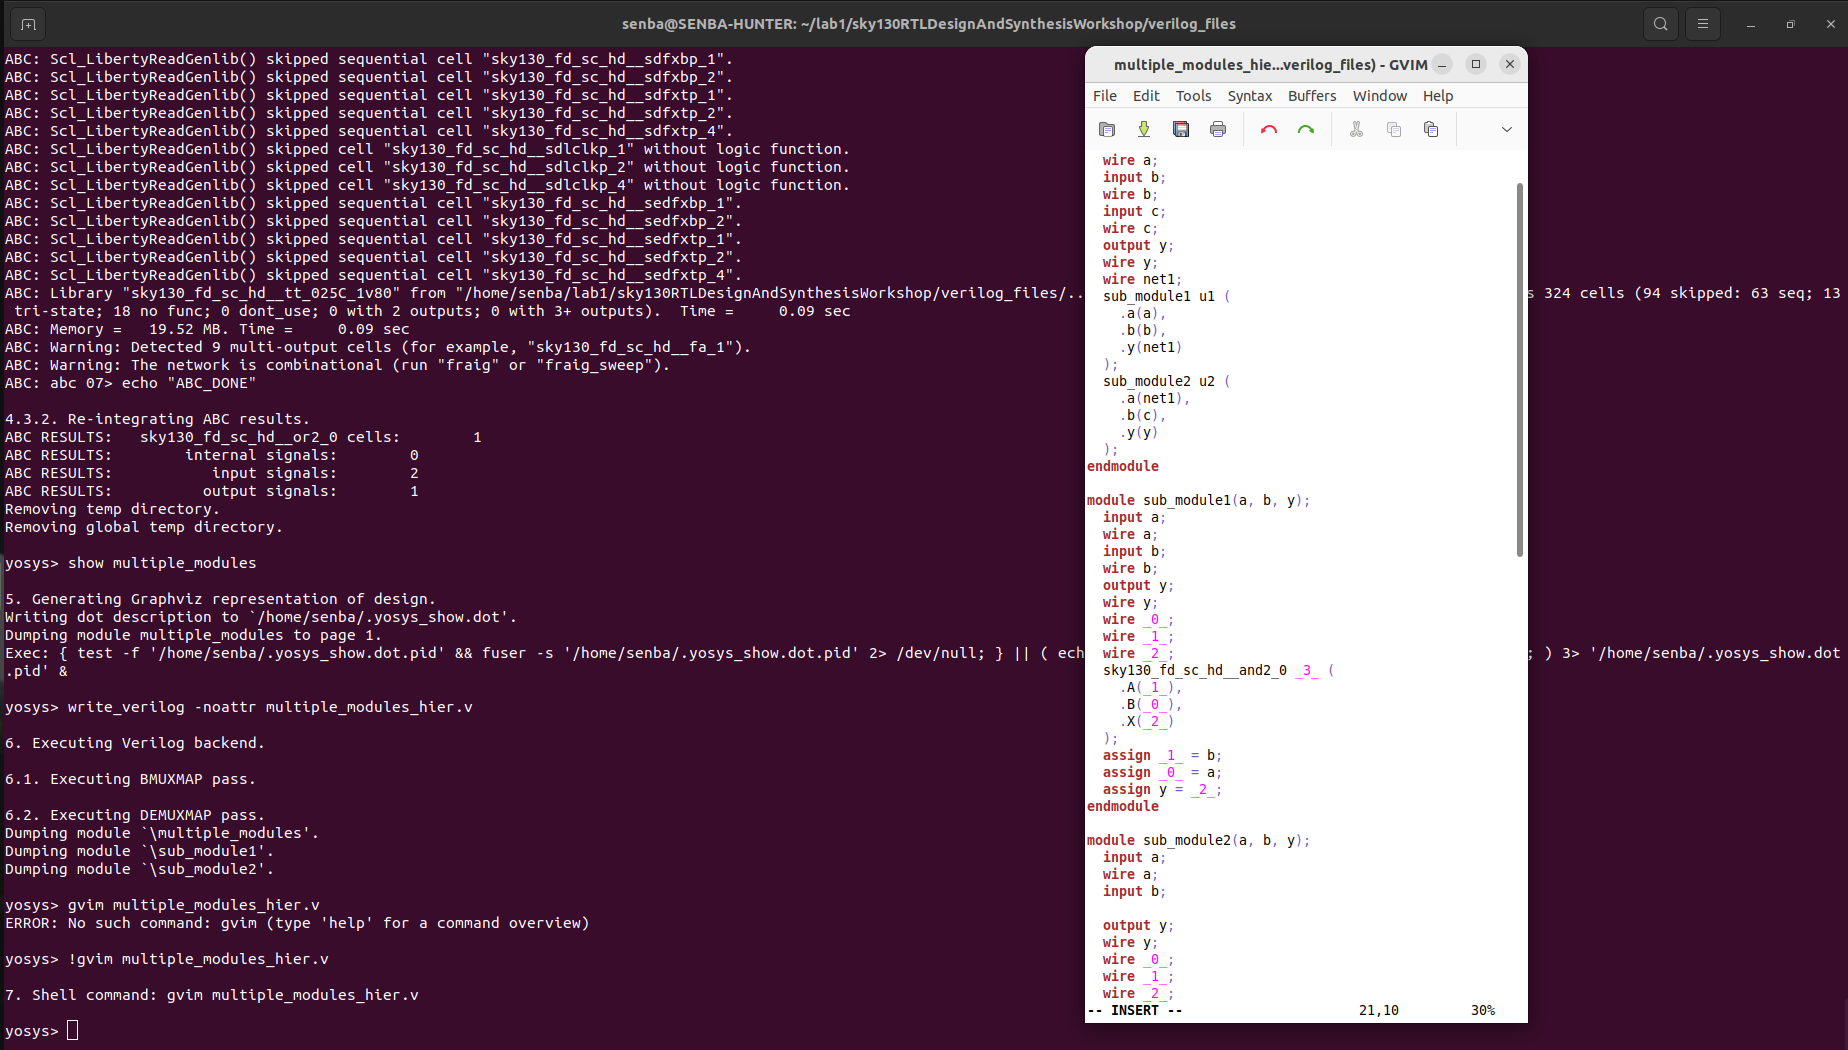 senba@SENBA-HUNTER: ~/lab1/sky130RTLDesignAndSynthesisWorkshop/verilog_files
ABC: Scl_LibertyReadGenlib() skipped sequential cell "sky130_fd_sc_hd__sdfxbp_1".
ABC: Scl_LibertyReadGenlib() skipped sequential cell "sky130_fd_sc_hd__sdfxbp_2".
ABC: Scl_LibertyReadGenlib() skipped sequential cell "sky130_fd_sc_hd__sdfxtp_1".
ABC: Scl_LibertyReadGenlib() skipped sequential cell "sky130_fd_sc_hd__sdfxtp_2".
ABC: Scl_LibertyReadGenlib() skipped sequential cell "sky130_fd_sc_hd__sdfxtp_4".
ABC: Scl_LibertyReadGenlib() skipped cell "sky130_fd_sc_hd__sdlclkp_1" without logic function.
ABC: Scl_LibertyReadGenlib() skipped cell "sky130_fd_sc_hd__sdlclkp_2" without logic function.
ABC: Scl_LibertyReadGenlib() skipped cell "sky130_fd_sc_hd__sdlclkp_4" without logic function.
ABC: Scl_LibertyReadGenlib() skipped sequential cell "sky130_fd_sc_hd__sedfxbp_1".
ABC: Scl_LibertyReadGenlib() skipped sequential cell "sky130_fd_sc_hd__sedfxbp_2".
ABC: Scl_LibertyReadGenlib() skipped sequential cell "sky130_fd_sc_hd__sedfxtp_1".
ABC: Scl_LibertyReadGenlib() skipped sequential cell "sky130_fd_sc_hd__sedfxtp_2".
ABC: Scl_LibertyReadGenlib() skipped sequential cell "sky130_fd_sc_hd__sedfxtp_4".
ABC: Library "sky130_fd_sc_hd__tt_025C_1v80" from "/home/senba/lab1/sky130RTLDesignAndSynthesisWorkshop/verilog_files/.. s 324 cells (94 skipped: 63 seq; 13
tri-state; 18 no func; 0 dont_use; 0 with 2 outputs; 0 with 3+ outputs).  Time =     0.09 sec
ABC: Memory =   19.52 MB. Time =     0.09 sec
ABC: Warning: Detected 9 multi-output cells (for example, "sky130_fd_sc_hd__fa_1").
ABC: Warning: The network is combinational (run "fraig" or "fraig_sweep").
ABC: abc 07> echo "ABC_DONE"
4.3.2. Re-integrating ABC results.
ABC RESULTS:   sky130_fd_sc_hd__or2_0 cells:        1
ABC RESULTS:        internal signals:        0
ABC RESULTS:           input signals:        2
ABC RESULTS:          output signals:        1
Removing temp directory.
Removing global temp directory.
yosys> show multiple_modules
5. Generating Graphviz representation of design.
Writing dot description to `/home/senba/.yosys_show.dot'.
Dumping module multiple_modules to page 1.
Exec: { test -f '/home/senba/.yosys_show.dot.pid' && fuser -s '/home/senba/.yosys_show.dot.pid' 2> /dev/null; } || ( ech ; ) 3> '/home/senba/.yosys_show.dot
.pid' &
yosys> write_verilog -noattr multiple_modules_hier.v
6. Executing Verilog backend.
6.1. Executing BMUXMAP pass.
6.2. Executing DEMUXMAP pass.
Dumping module `\multiple_modules'.
Dumping module `\sub_module1'.
Dumping module `\sub_module2'.
yosys> gvim multiple_modules_hier.v
ERROR: No such command: gvim (type 'help' for a command overview)
yosys> !gvim multiple_modules_hier.v
7. Shell command: gvim multiple_modules_hier.v
yosys>
multiple_modules_hie...verilog_files) - GVIM
File Edit Tools Syntax Buffers Window Help
wire a;
input b;
wire b;
input c;
wire c;
output y;
wire y;
wire net1;
sub_module1 u1 (
.a(a),
.b(b),
.y(net1)
);
sub_module2 u2 (
.a(net1),
.b(c),
.y(y)
);
endmodule
module sub_module1(a, b, y);
input a;
wire a;
input b;
wire b;
output y;
wire y;
wire _0_;
wire _1_;
wire _2_;
sky130_fd_sc_hd__and2_0 _3_ (
.A(_1_),
.B(_0_),
.X(_2_)
);
assign _1_ = b;
assign _0_ = a;
assign y = _2_;
endmodule
module sub_module2(a, b, y);
input a;
wire a;
input b;
output y;
wire y;
wire _0_;
wire _1_;
wire _2_;
-- INSERT -- 21,10 30%